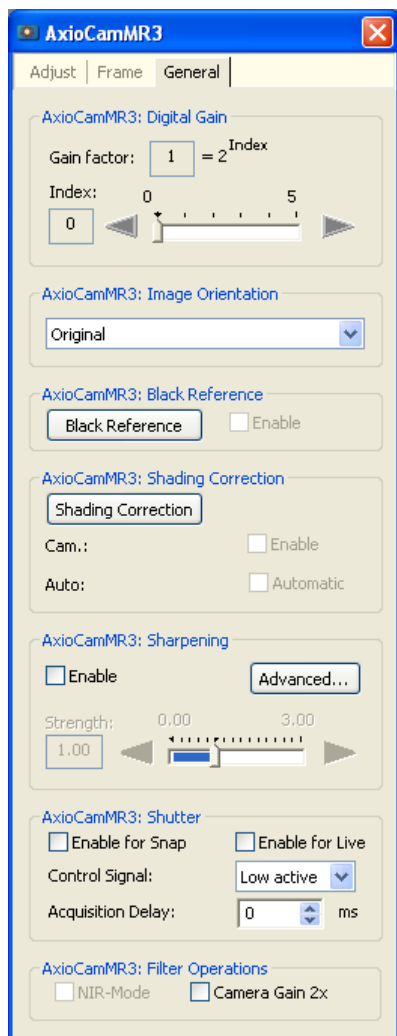 AxioCamMR3
Adjust Frame General
AxioCamMR3: Digital Gain
Gain factor: 1 = 2^Index
Index: 0 5
0
AxioCamMR3: Image Orientation
Original
AxioCamMR3: Black Reference
Black Reference Enable
AxioCamMR3: Shading Correction
Shading Correction
Cam.: Enable
Auto: Automatic
AxioCamMR3: Sharpening
Enable Advanced...
Strength: 0.00 3.00
1.00
AxioCamMR3: Shutter
Enable for Snap Enable for Live
Control Signal: Low active
Acquisition Delay: 0 ms
AxioCamMR3: Filter Operations
NIR-Mode Camera Gain 2x